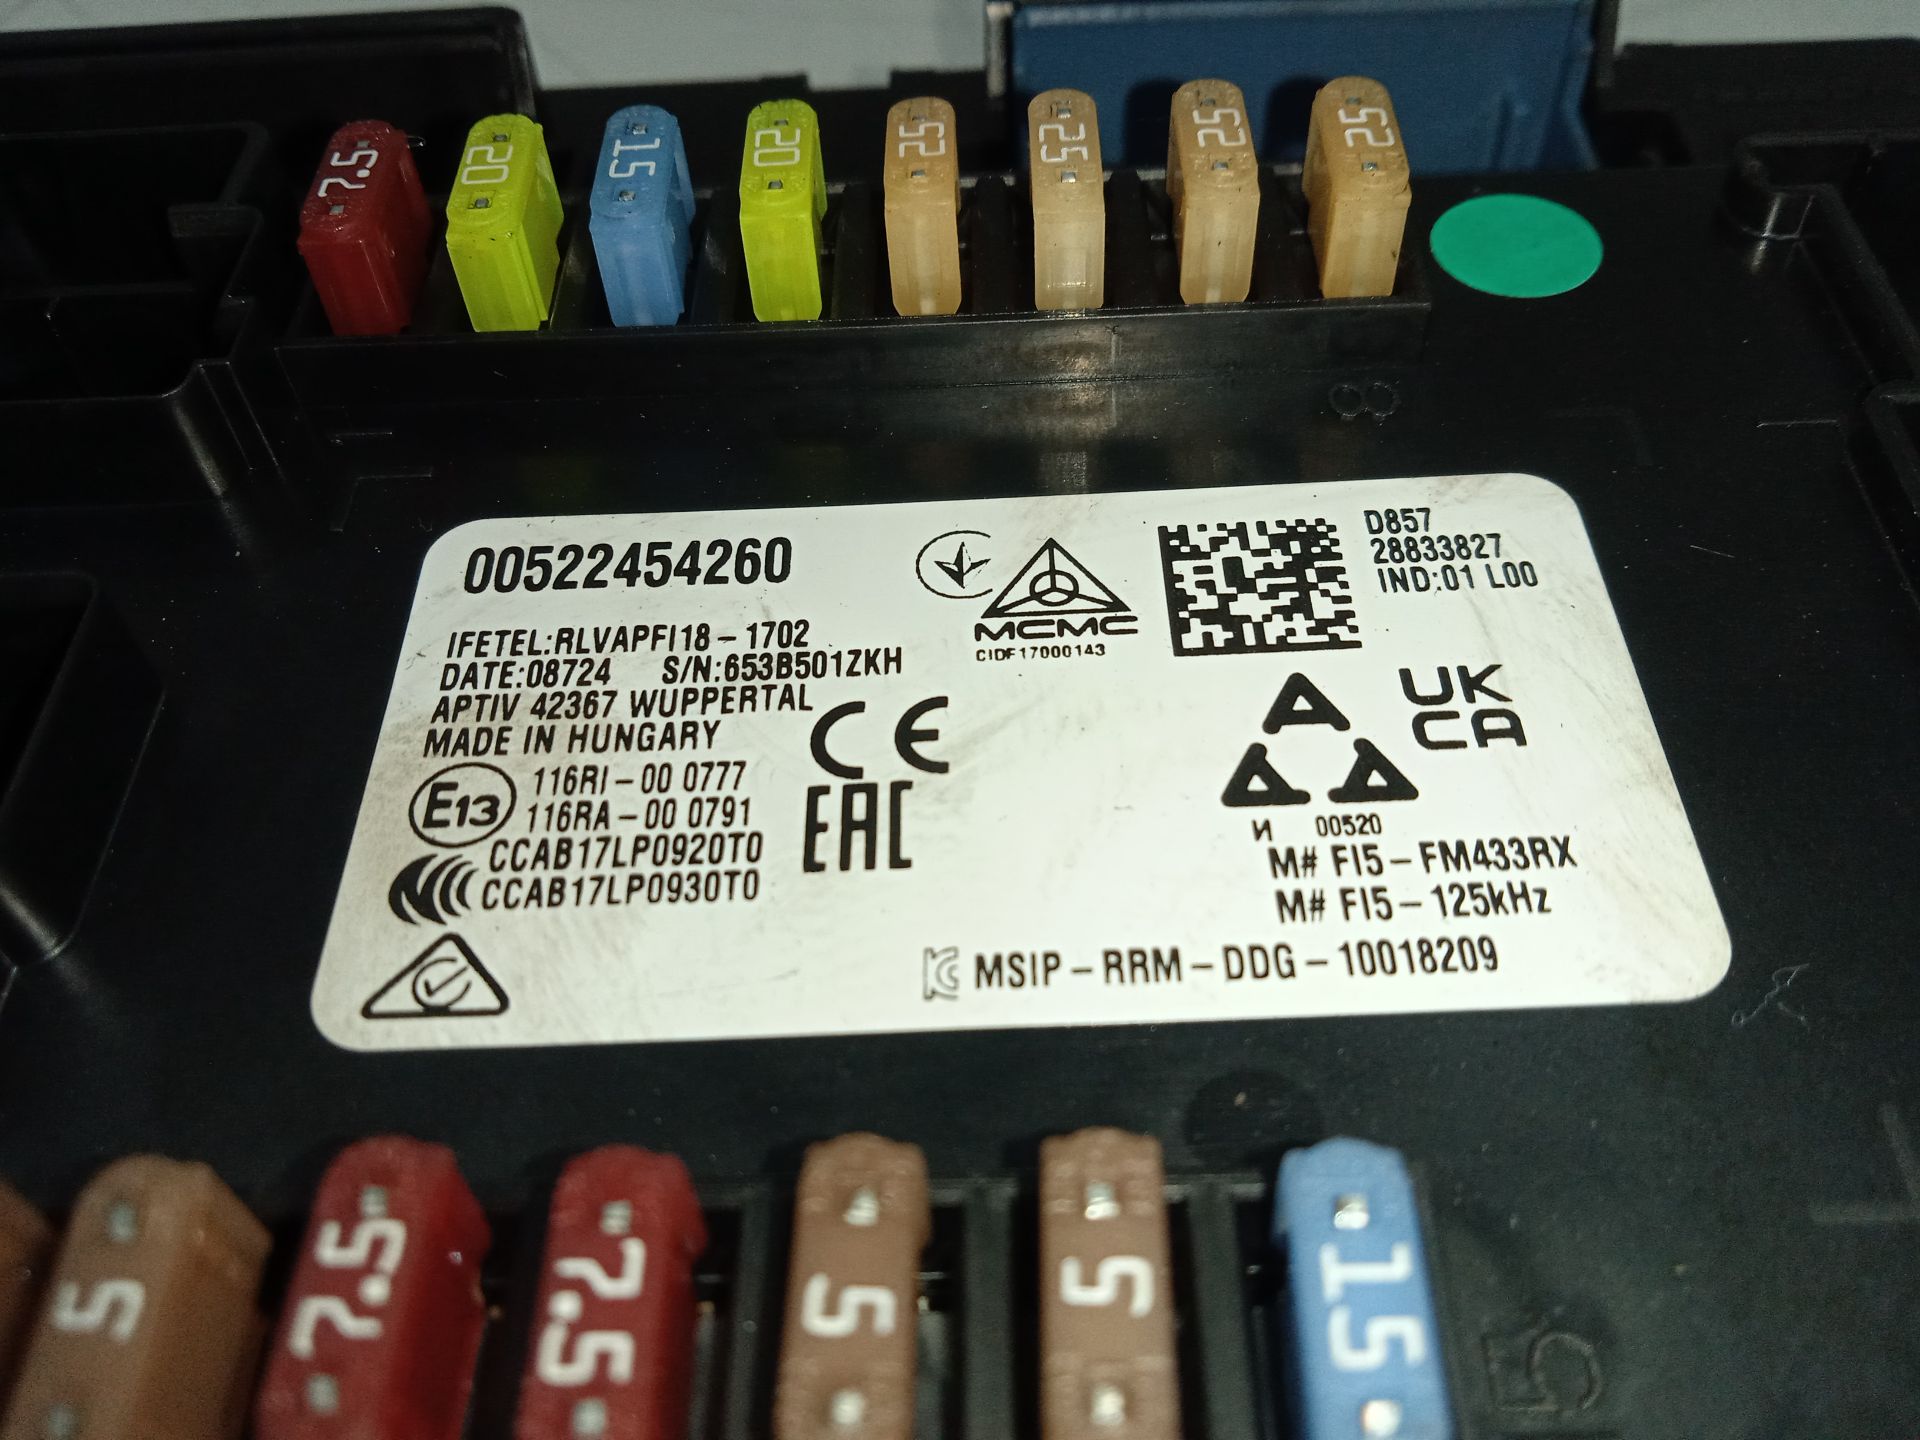 7.5
20
15
20
25
25
25
25
00522454260
D857
28833827
IND:01 L00
MCMC
CIDF17000143
IFETEL:RLVAPFI18-1702
DATE:08724 S/N:653B501ZKH
APTIV 42367 WUPPERTAL
MADE IN HUNGARY
CE
UK
CA
E13
116RI-00 0777
116RA-00 0791
EAC
CCAB17LP0920T0
CCAB17LP0930T0
И 00520
M# FI5-FM433RX
M# FI5-125kHz
MSIP-RRM-DDG-10018209
5
7.5
7.5
5
5
15
5